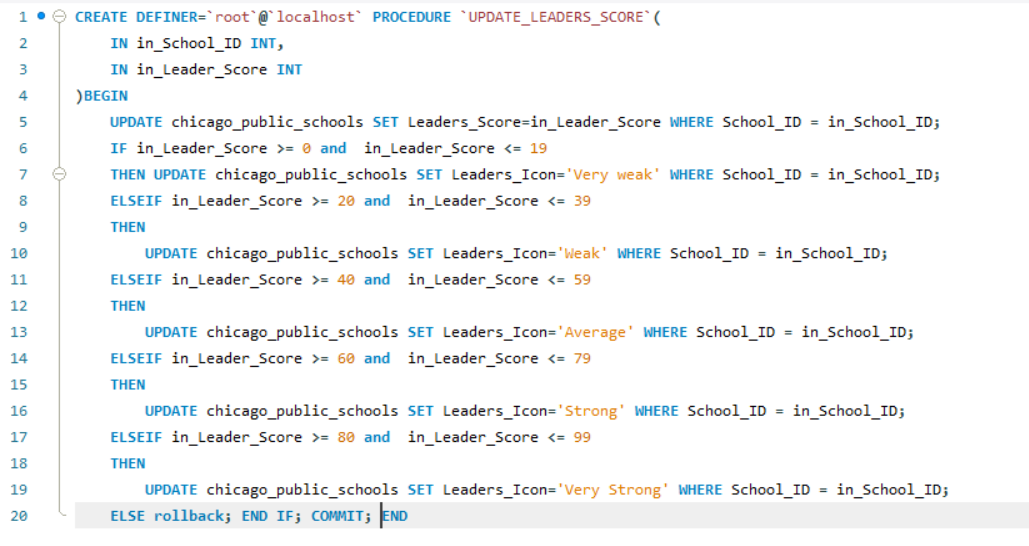 1 CREATE DEFINER=`root`@`localhost` PROCEDURE `UPDATE_LEADERS_SCORE`(
2     IN in_School_ID INT,
3     IN in_Leader_Score INT
4 )BEGIN
5     UPDATE chicago_public_schools SET Leaders_Score=in_Leader_Score WHERE School_ID = in_School_ID;
6     IF in_Leader_Score >= 0 and  in_Leader_Score <= 19
7     THEN UPDATE chicago_public_schools SET Leaders_Icon='Very weak' WHERE School_ID = in_School_ID;
8     ELSEIF in_Leader_Score >= 20 and  in_Leader_Score <= 39
9     THEN
10         UPDATE chicago_public_schools SET Leaders_Icon='Weak' WHERE School_ID = in_School_ID;
11     ELSEIF in_Leader_Score >= 40 and  in_Leader_Score <= 59
12     THEN
13         UPDATE chicago_public_schools SET Leaders_Icon='Average' WHERE School_ID = in_School_ID;
14     ELSEIF in_Leader_Score >= 60 and  in_Leader_Score <= 79
15     THEN
16         UPDATE chicago_public_schools SET Leaders_Icon='Strong' WHERE School_ID = in_School_ID;
17     ELSEIF in_Leader_Score >= 80 and  in_Leader_Score <= 99
18     THEN
19         UPDATE chicago_public_schools SET Leaders_Icon='Very Strong' WHERE School_ID = in_School_ID;
20     ELSE rollback; END IF; COMMIT; END